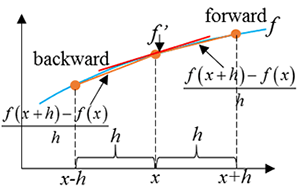 forward
f′
f
backward
f(x+h)−f(x)
h
f(x+h)−f(x)
h
h
h
x-h
x
x+h